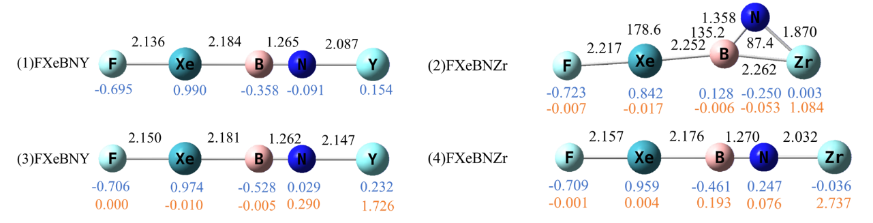 2.136 2.184 1.265 2.087
(1)FXeBNY F Xe B N Y
-0.695 0.990 -0.358 -0.091 0.154
1.358 N 1.870
178.6 135.2
2.217 2.252 B 87.4
(2)FXeBNZr F Xe 2.262 Zr
-0.723 0.842 0.128 -0.250 0.003
-0.007 -0.017 -0.006 -0.053 1.084
2.150 2.181 1.262 2.147
(3)FXeBNY F Xe B N Y
-0.706 0.974 -0.528 0.029 0.232
0.000 -0.010 -0.005 0.290 1.726
2.157 2.176 1.270 2.032
(4)FXeBNZr F Xe B N Zr
-0.709 0.959 -0.461 0.247 -0.036
-0.001 0.004 0.193 0.076 2.737